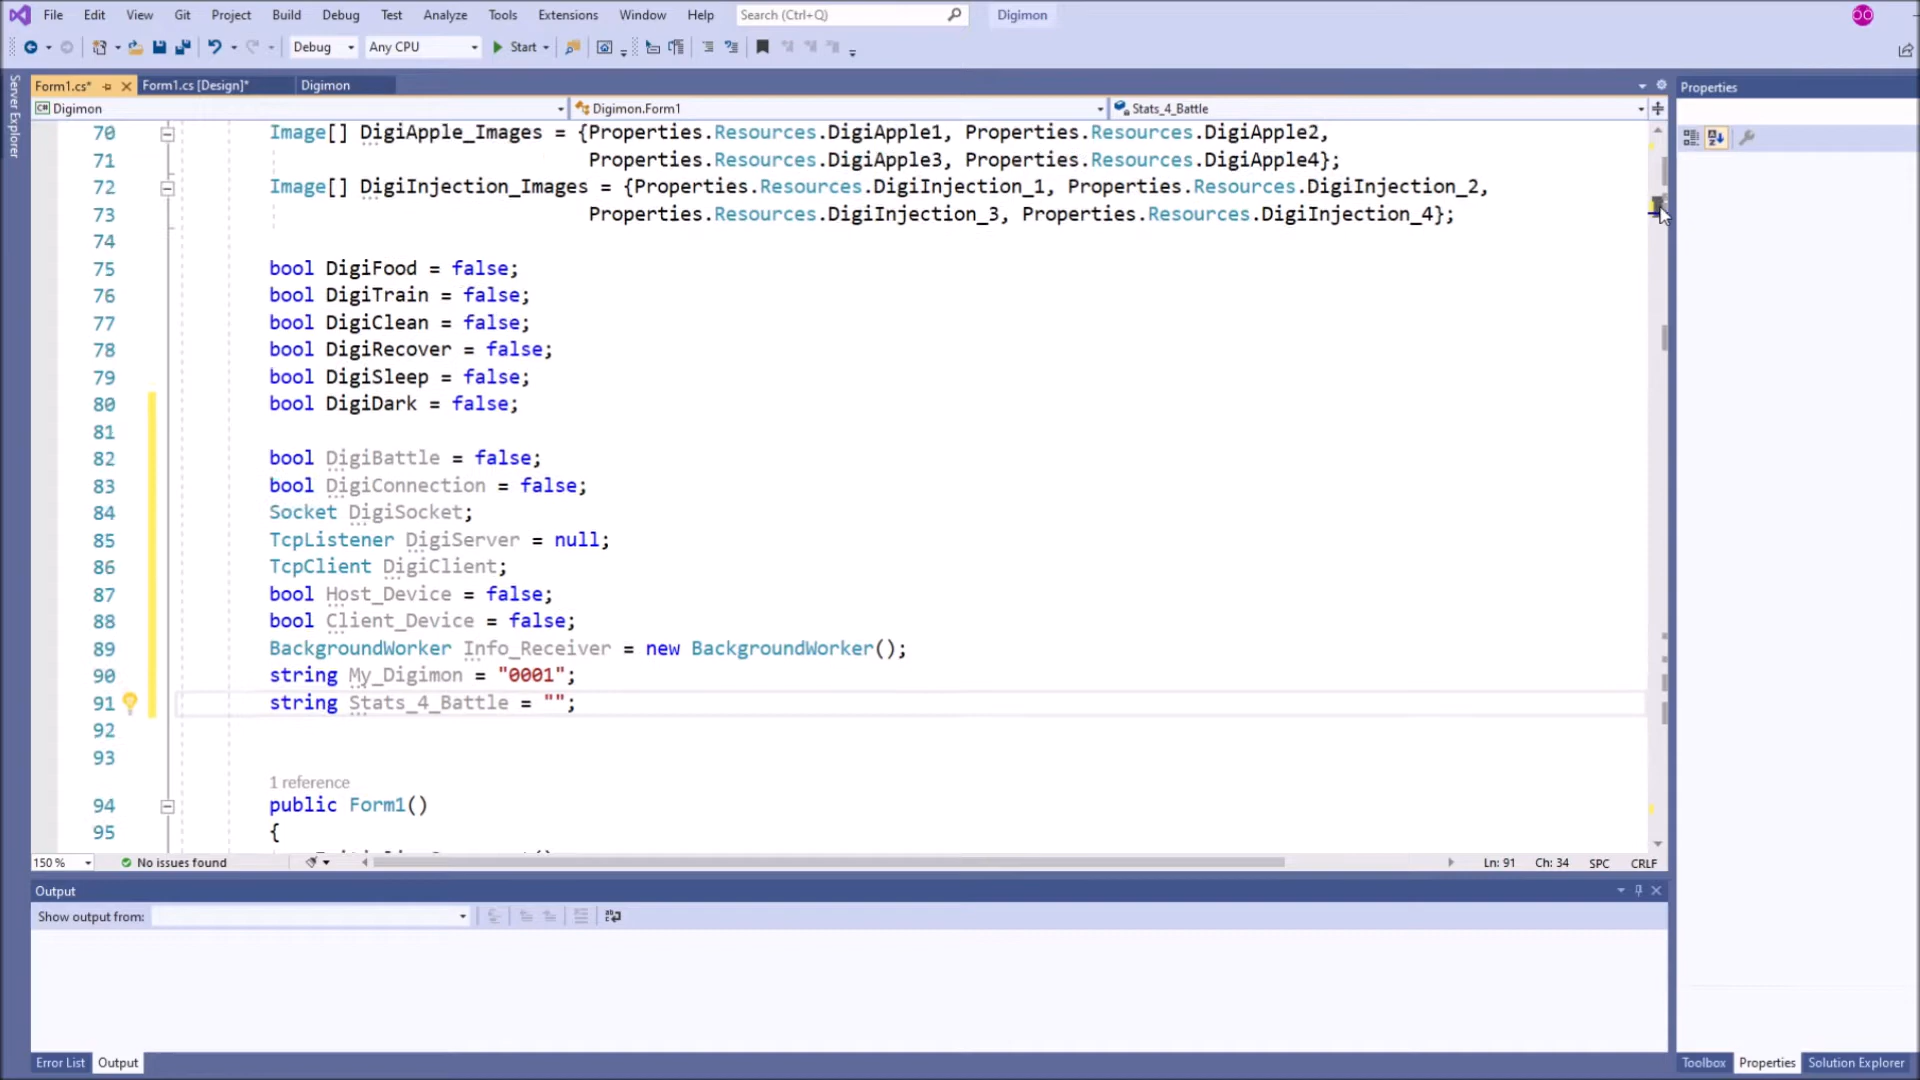 File Edit View Git Project Build Debug Test Analyze Tools Extensions Window Help Search (Ctrl+Q) Digimon
Debug Any CPU Start
Server Explorer
Form1.cs* Form1.cs [Design]* Digimon
Digimon Digimon.Form1 Stats_4_Battle
Properties
70 Image[] DigiApple_Images = {Properties.Resources.DigiApple1, Properties.Resources.DigiApple2,
71 Properties.Resources.DigiApple3, Properties.Resources.DigiApple4};
72 Image[] DigiInjection_Images = {Properties.Resources.DigiInjection_1, Properties.Resources.DigiInjection_2,
73 Properties.Resources.DigiInjection_3, Properties.Resources.DigiInjection_4};
74
75 bool DigiFood = false;
76 bool DigiTrain = false;
77 bool DigiClean = false;
78 bool DigiRecover = false;
79 bool DigiSleep = false;
80 bool DigiDark = false;
81
82 bool DigiBattle = false;
83 bool DigiConnection = false;
84 Socket DigiSocket;
85 TcpListener DigiServer = null;
86 TcpClient DigiClient;
87 bool Host_Device = false;
88 bool Client_Device = false;
89 BackgroundWorker Info_Receiver = new BackgroundWorker();
90 string My_Digimon = "0001";
91 string Stats_4_Battle = "";
92
93
1 reference
94 public Form1()
95 {
150 % No issues found Ln: 91 Ch: 34 SPC CRLF
Output
Show output from:
Error List Output
Toolbox Properties Solution Explorer